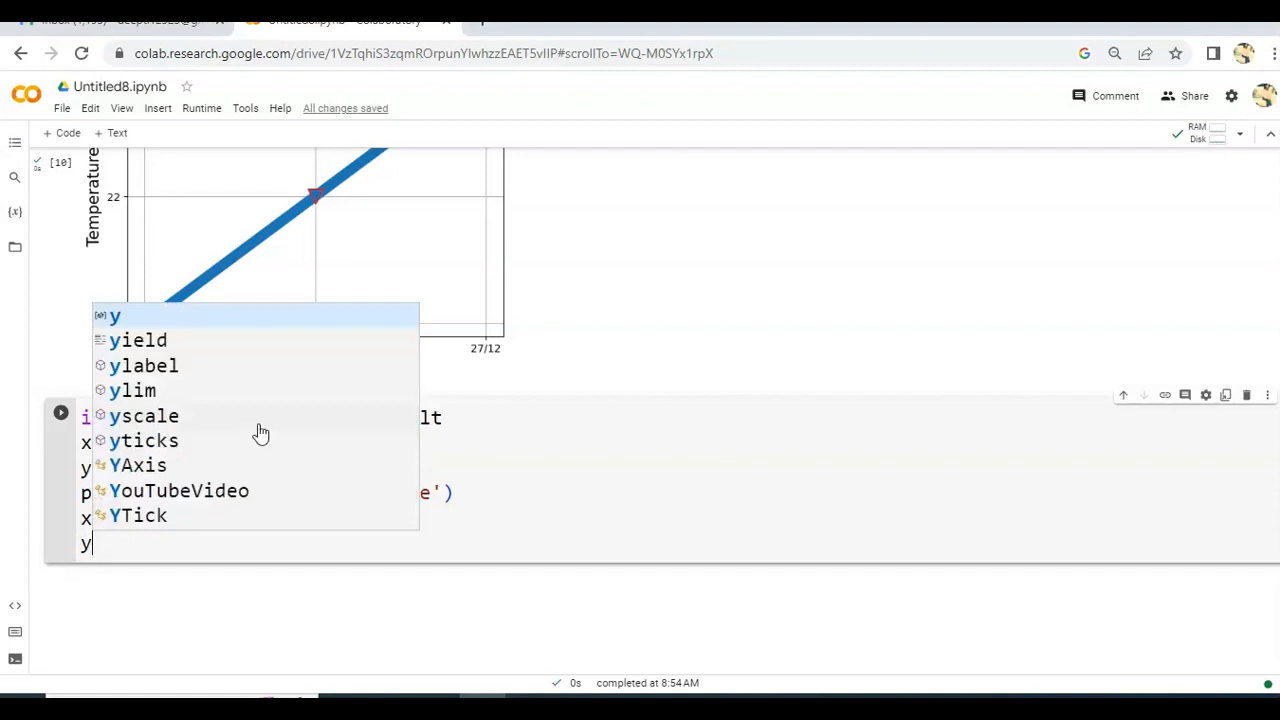 colab.research.google.com/drive/1VzTqhiS3zqmROrpunYlwhzzEAET5vIIP#scrollTo=WQ-M0SYx1rpX
Untitled8.ipynb
Comment
Share
File Edit View Insert Runtime Tools Help All changes saved
+ Code + Text
RAM
Disk
[10]
{x}
Temperature
22
27/12
y
yield
ylabel
ylim
yscale
yticks
YAxis
YouTubeVideo
YTick
i lt
x
y
p e')
x
y
0s completed at 8:54 AM